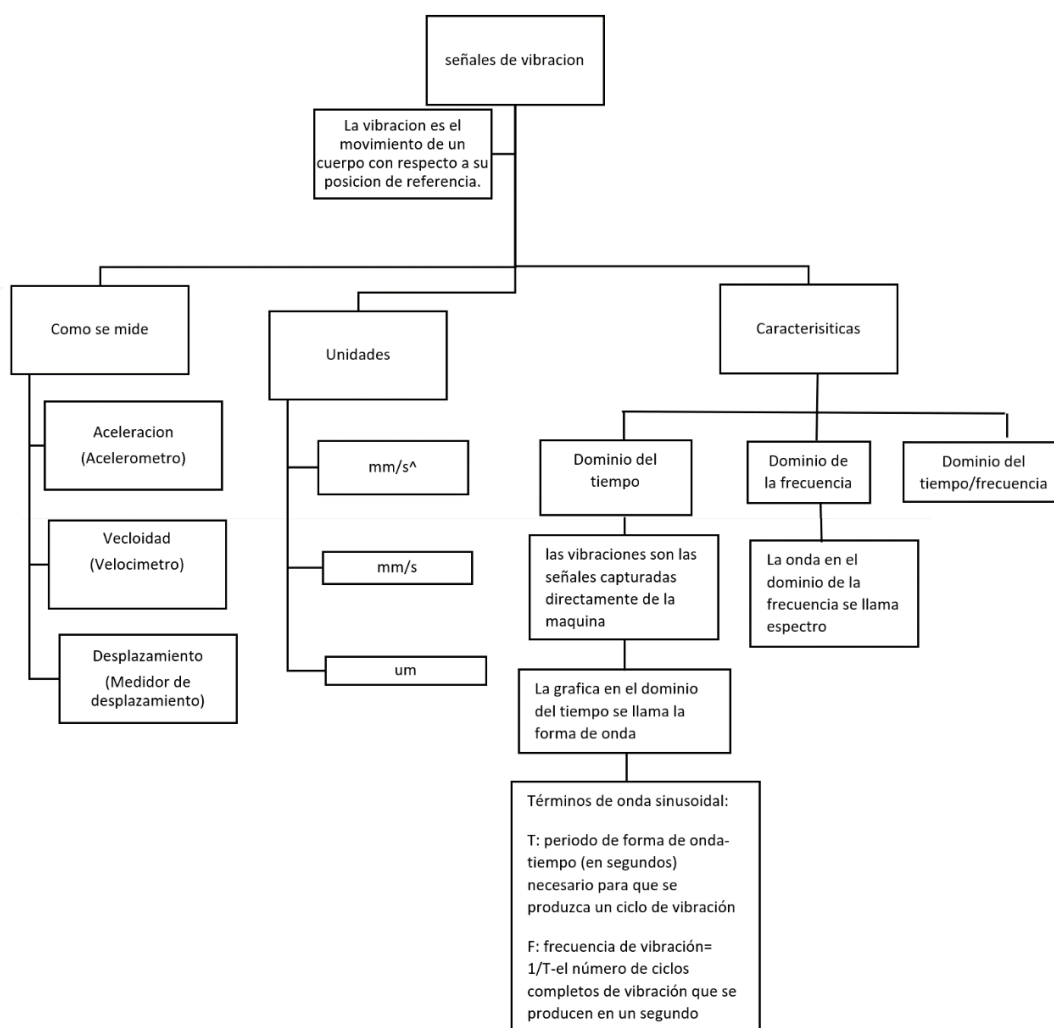 señales de vibracion
La vibracion es el
movimiento de un
cuerpo con respecto a su
posicion de referencia.
Como se mide
Aceleracion
(Acelerometro)
Vecloidad
(Velocimetro)
Desplazamiento
(Medidor de
desplazamiento)
Unidades
mm/s^
mm/s
um
Caracterisiticas
Dominio del
tiempo
las vibraciones son las
señales capturadas
directamente de la
maquina
La grafica en el dominio
del tiempo se llama la
forma de onda
Términos de onda sinusoidal:
T: periodo de forma de onda-
tiempo (en segundos)
necesario para que se
produzca un ciclo de vibración
F: frecuencia de vibración=
1/T-el número de ciclos
completos de vibración que se
producen en un segundo
Dominio de
la frecuencia
La onda en el
dominio de la
frecuencia se llama
espectro
Dominio del
tiempo/frecuencia